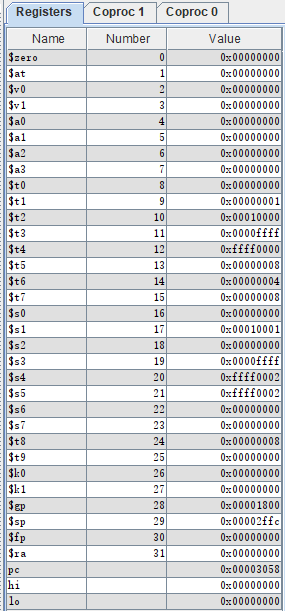 Registers Coproc 1 Coproc 0
Name Number Value
$zero 0 0x00000000
$at 1 0x00000000
$v0 2 0x00000000
$v1 3 0x00000000
$a0 4 0x00000000
$a1 5 0x00000000
$a2 6 0x00000000
$a3 7 0x00000000
$t0 8 0x00000000
$t1 9 0x00000001
$t2 10 0x00010000
$t3 11 0x0000ffff
$t4 12 0xffff0000
$t5 13 0x00000008
$t6 14 0x00000004
$t7 15 0x00000008
$s0 16 0x00000000
$s1 17 0x00010001
$s2 18 0x00000000
$s3 19 0x0000ffff
$s4 20 0xffff0002
$s5 21 0xffff0002
$s6 22 0x00000000
$s7 23 0x00000000
$t8 24 0x00000008
$t9 25 0x00000000
$k0 26 0x00000000
$k1 27 0x00000000
$gp 28 0x00001800
$sp 29 0x00002ffc
$fp 30 0x00000000
$ra 31 0x00000000
pc 0x00003058
hi 0x00000000
lo 0x00000000